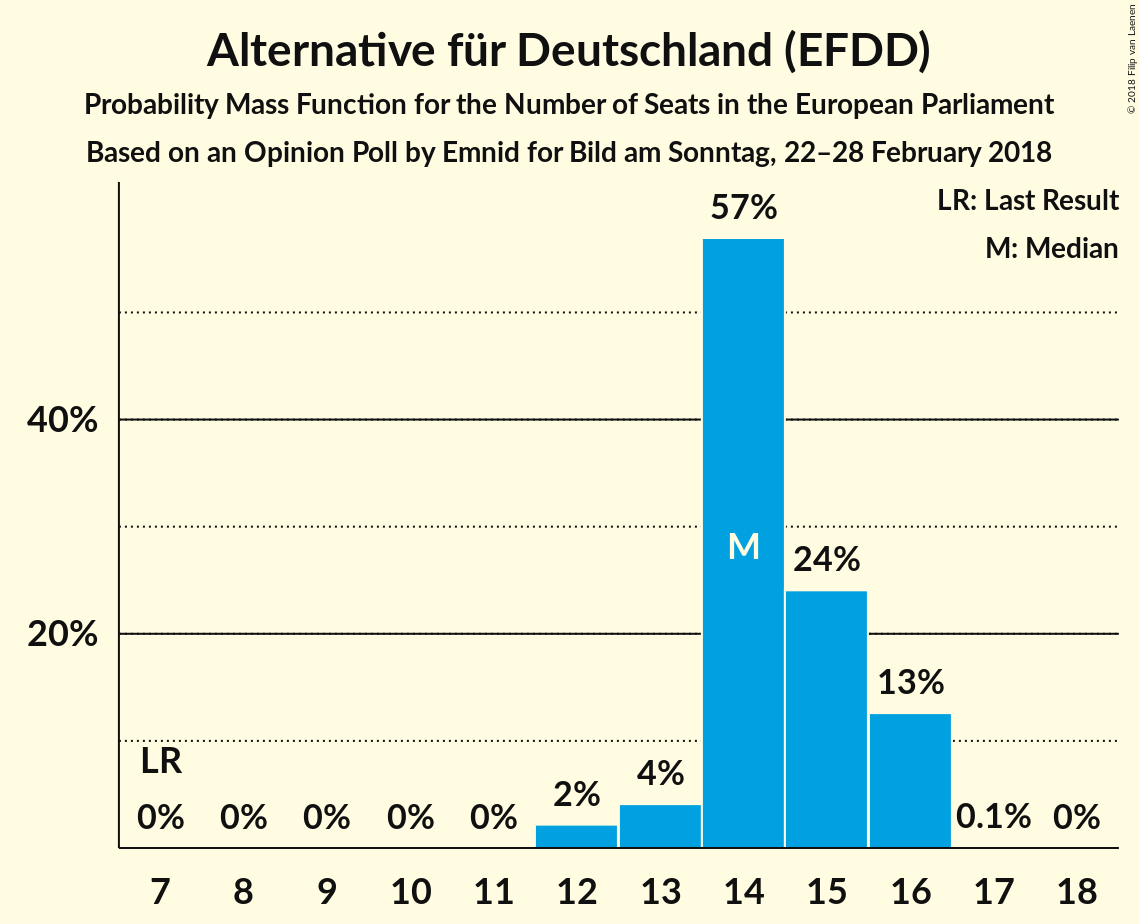 Alternative für Deutschland (EFDD)
Probability Mass Function for the Number of Seats in the European Parliament
Based on an Opinion Poll by Emnid for Bild am Sonntag, 22–28 February 2018
© 2018 Filip van Laenen
LR: Last Result
M: Median
57%
40%
M
24%
20%
13%
LR
4%
2%
0% 0% 0% 0% 0% 0.1% 0%
7 8 9 10 11 12 13 14 15 16 17 18